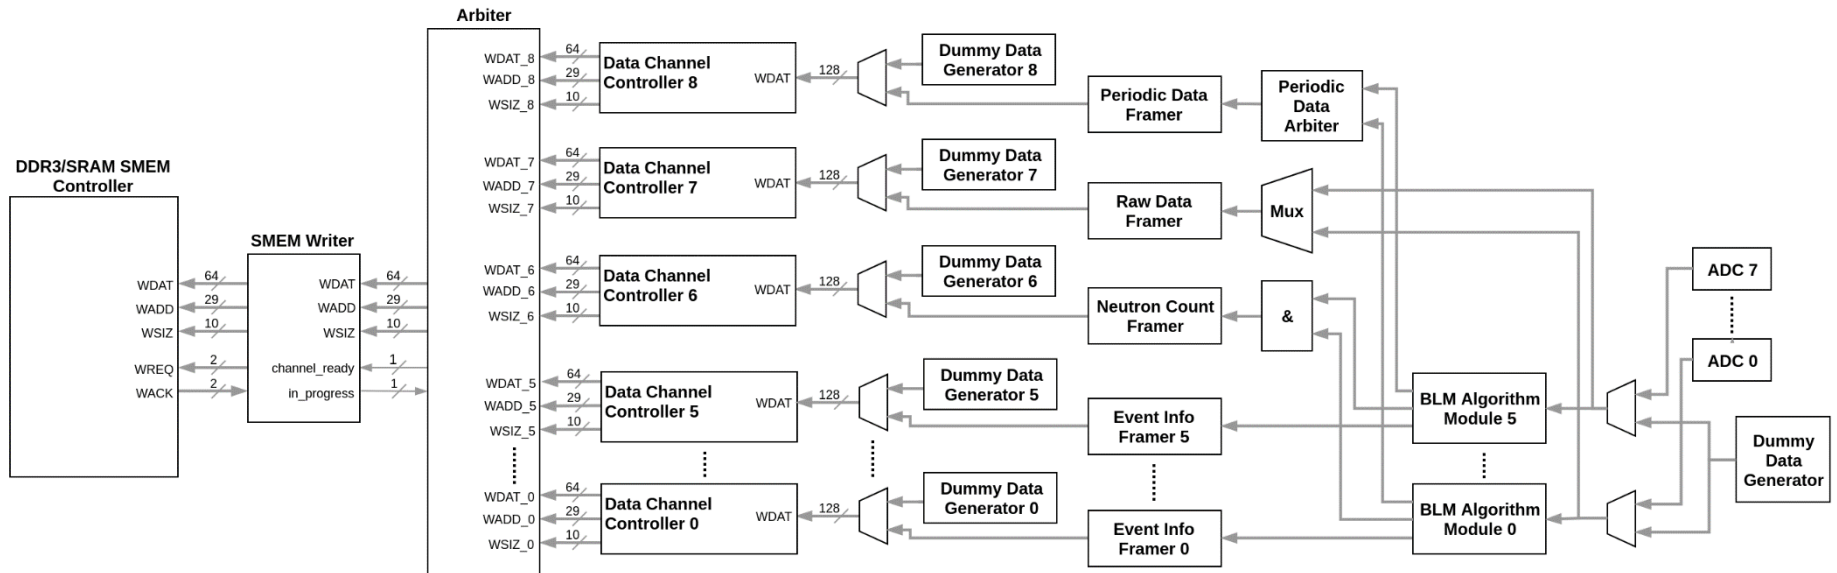 Arbiter
WDAT_8
WADD_8
WSIZ_8
64
29
10
Data Channel
Controller 8
WDAT
128
Dummy Data
Generator 8
Periodic Data
Framer
Periodic
Data
Arbiter
WDAT_7
WADD_7
WSIZ_7
64
29
10
Data Channel
Controller 7
WDAT
128
Dummy Data
Generator 7
Raw Data
Framer
Mux
DDR3/SRAM SMEM
Controller
WDAT
WADD
WSIZ
WREQ
WACK
64
29
10
2
2
SMEM Writer
WDAT
WADD
WSIZ
channel_ready
in_progress
64
29
10
1
1
WDAT_6
WADD_6
WSIZ_6
64
29
10
Data Channel
Controller 6
WDAT
128
Dummy Data
Generator 6
Neutron Count
Framer
&
ADC 7
ADC 0
WDAT_5
WADD_5
WSIZ_5
64
29
10
Data Channel
Controller 5
WDAT
128
Dummy Data
Generator 5
Event Info
Framer 5
BLM Algorithm
Module 5
Dummy
Data
Generator
WDAT_0
WADD_0
WSIZ_0
64
29
10
Data Channel
Controller 0
WDAT
128
Dummy Data
Generator 0
Event Info
Framer 0
BLM Algorithm
Module 0